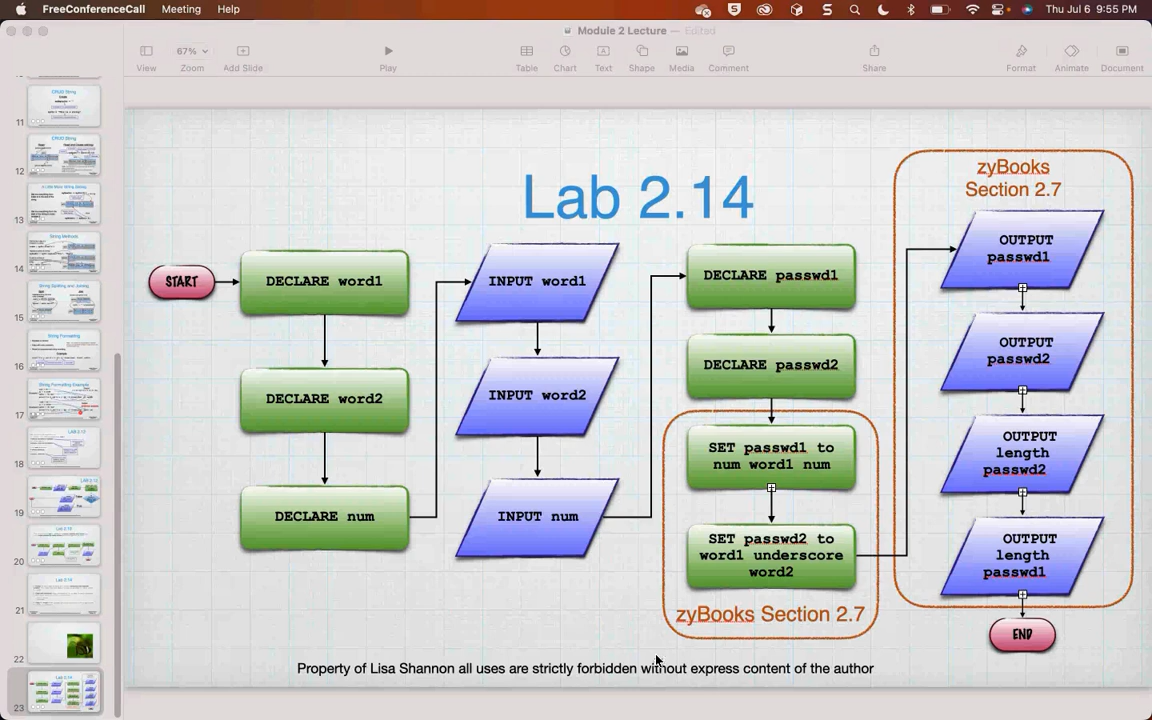 FreeConferenceCall Meeting Help
Thu Jul 6 9:55 PM
Module 2 Lecture — Edited
67%
View Zoom Add Slide Play Table Chart Text Shape Media Comment Share Format Animate Document
11
12
13
14
15
16
17
18
19
20
21
22
23
Lab 2.14
START
DECLARE word1
DECLARE word2
DECLARE num
INPUT word1
INPUT word2
INPUT num
DECLARE passwd1
DECLARE passwd2
SET passwd1 to
num word1 num
SET passwd2 to
word1 underscore
word2
zyBooks Section 2.7
zyBooks
Section 2.7
OUTPUT
passwd1
OUTPUT
passwd2
OUTPUT
length
passwd2
OUTPUT
length
passwd1
END
Property of Lisa Shannon all uses are strictly forbidden without express content of the author